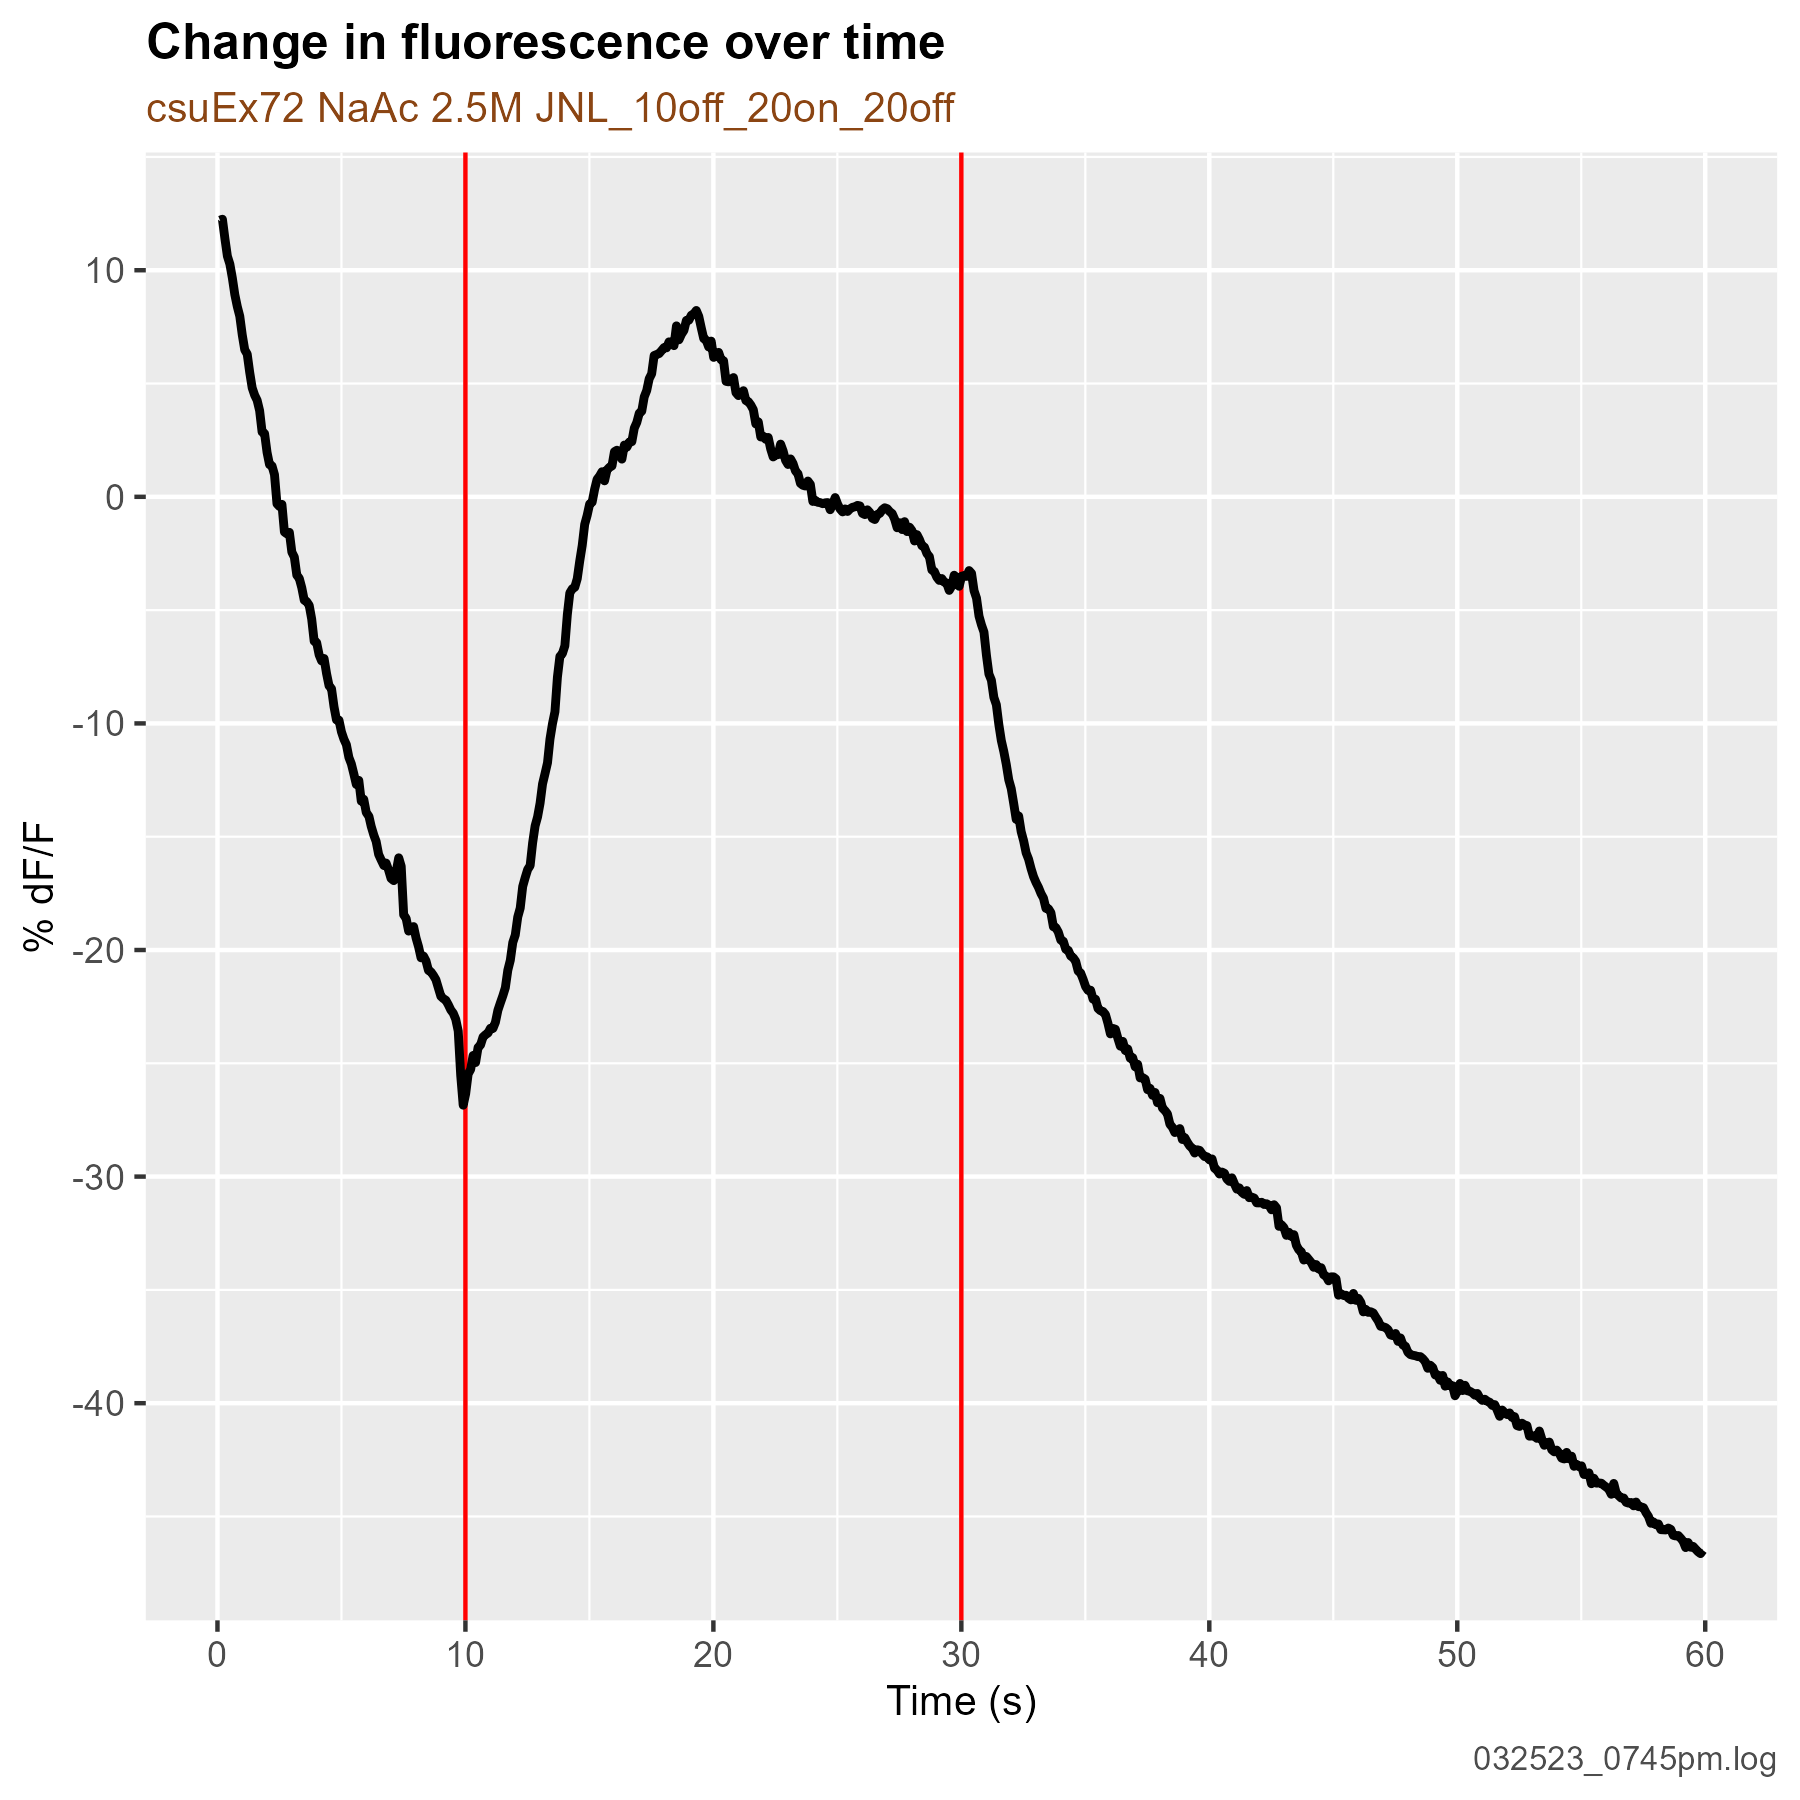 Change in fluorescence over time
csuEx72 NaAc 2.5M JNL_10off_20on_20off
% dF/F
10
0
-10
-20
-30
-40
0 10 20 30 40 50 60
Time (s)
032523_0745pm.log